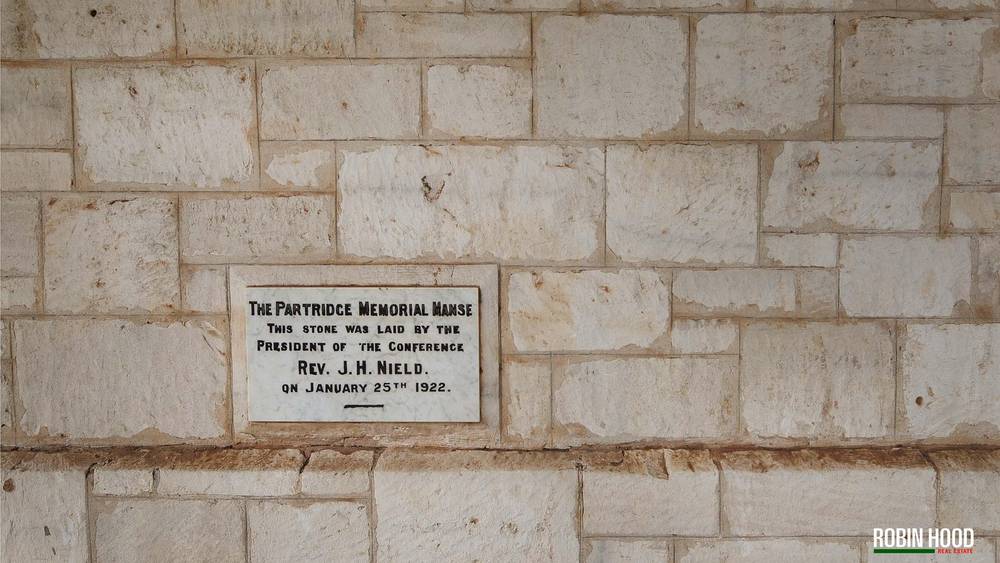 The Partridge Memorial Manse
This stone was laid by the
President of the Conference
Rev. J. H. Nield.
on January 25TH 1922.
ROBIN HOOD
REAL ESTATE